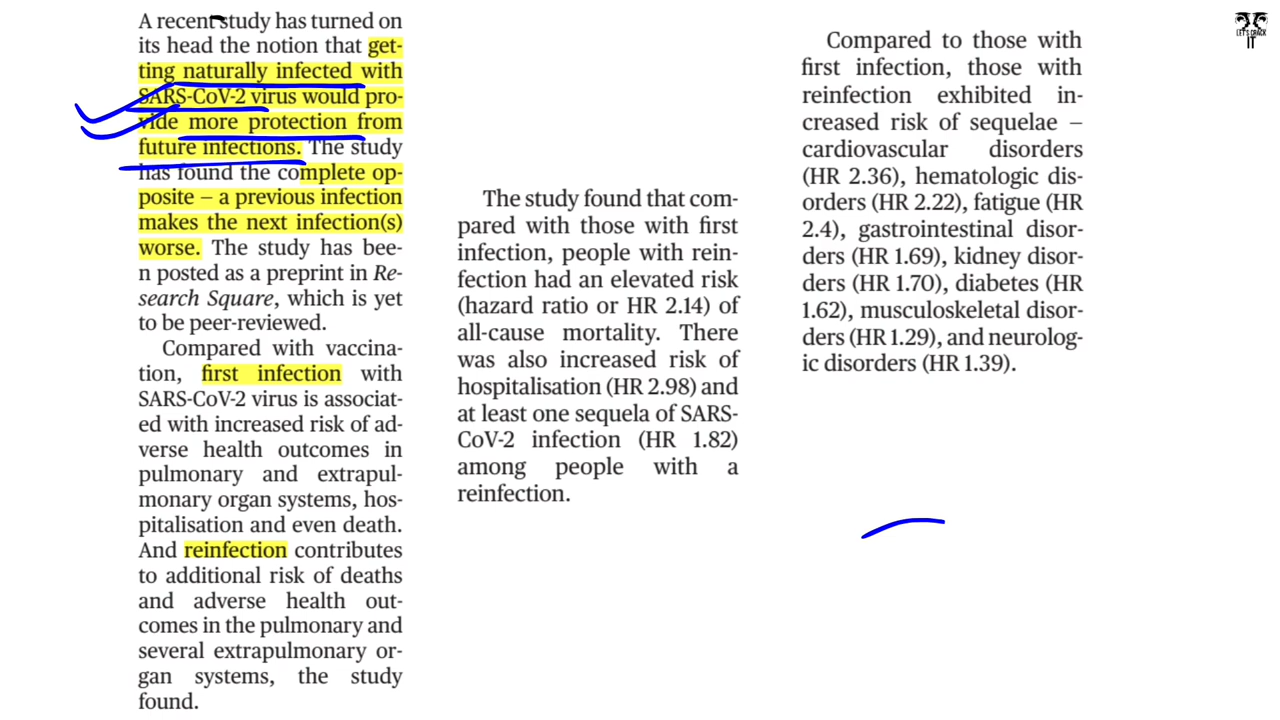 A recent study has turned on
its head the notion that get-
ting naturally infected with
SARS-CoV-2 virus would pro-
vide more protection from
future infections. The study
has found the complete op-
posite – a previous infection
makes the next infection(s)
worse. The study has bee-
n posted as a preprint in Re-
search Square, which is yet
to be peer-reviewed.
Compared with vaccina-
tion, first infection with
SARS-CoV-2 virus is associat-
ed with increased risk of ad-
verse health outcomes in
pulmonary and extrapul-
monary organ systems, hos-
pitalisation and even death.
And reinfection contributes
to additional risk of deaths
and adverse health out-
comes in the pulmonary and
several extrapulmonary or-
gan systems, the study
found.
The study found that com-
pared with those with first
infection, people with rein-
fection had an elevated risk
(hazard ratio or HR 2.14) of
all-cause mortality. There
was also increased risk of
hospitalisation (HR 2.98) and
at least one sequela of SARS-
CoV-2 infection (HR 1.82)
among people with a
reinfection.
Compared to those with
first infection, those with
reinfection exhibited in-
creased risk of sequelae –
cardiovascular disorders
(HR 2.36), hematologic dis-
orders (HR 2.22), fatigue (HR
2.4), gastrointestinal disor-
ders (HR 1.69), kidney disor-
ders (HR 1.70), diabetes (HR
1.62), musculoskeletal disor-
ders (HR 1.29), and neurolog-
ic disorders (HR 1.39).
LET'S CRACK
IT